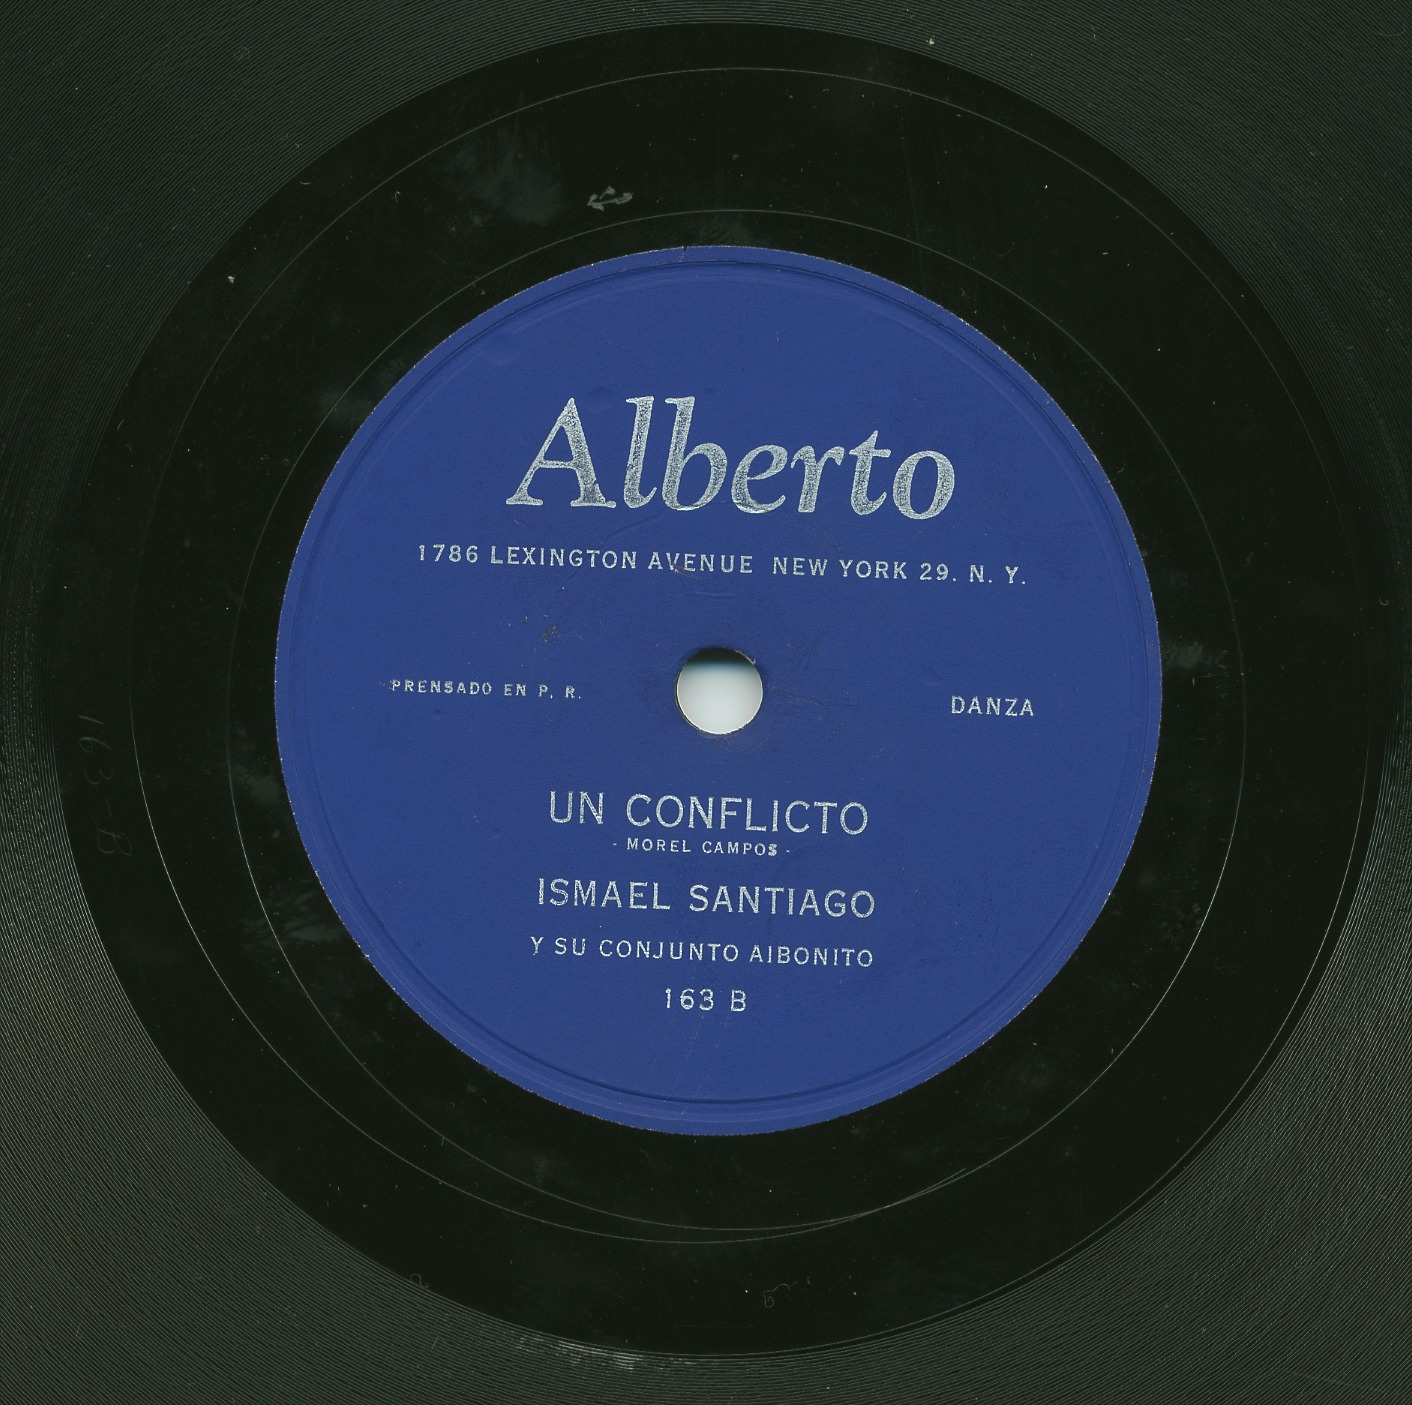 Alberto
1786 LEXINGTON AVENUE NEW YORK 29. N. Y.
PRENSADO EN P. R.
DANZA
UN CONFLICTO
- MOREL CAMPOS -
ISMAEL SANTIAGO
Y SU CONJUNTO AIBONITO
163 B
163-B